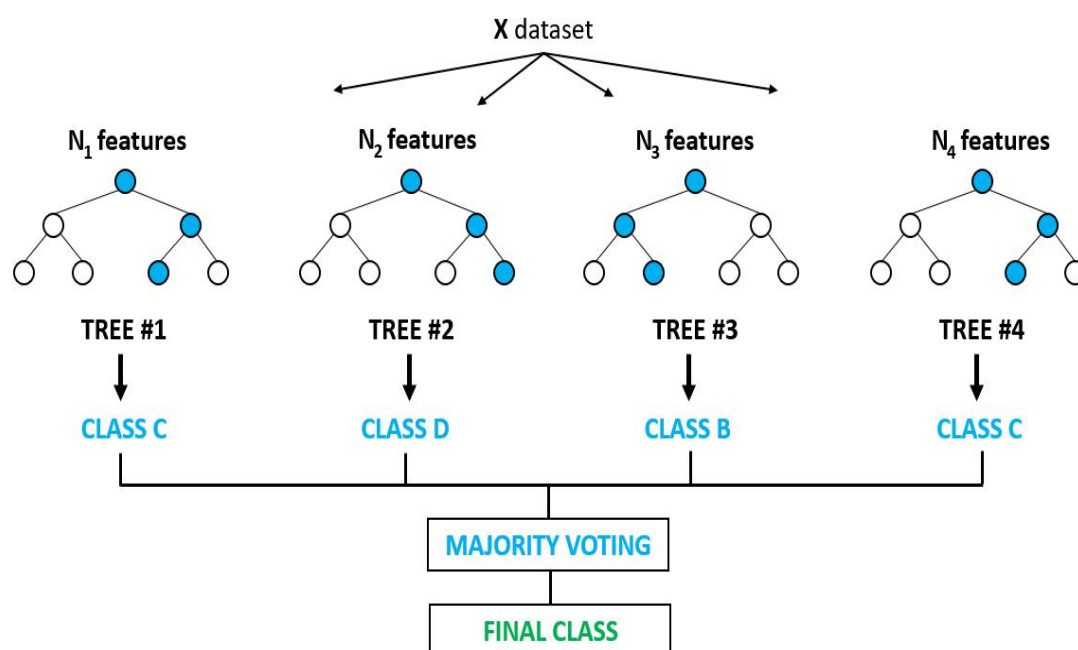 X dataset
N1 features N2 features N3 features N4 features
TREE #1 TREE #2 TREE #3 TREE #4
CLASS C CLASS D CLASS B CLASS C
MAJORITY VOTING
FINAL CLASS